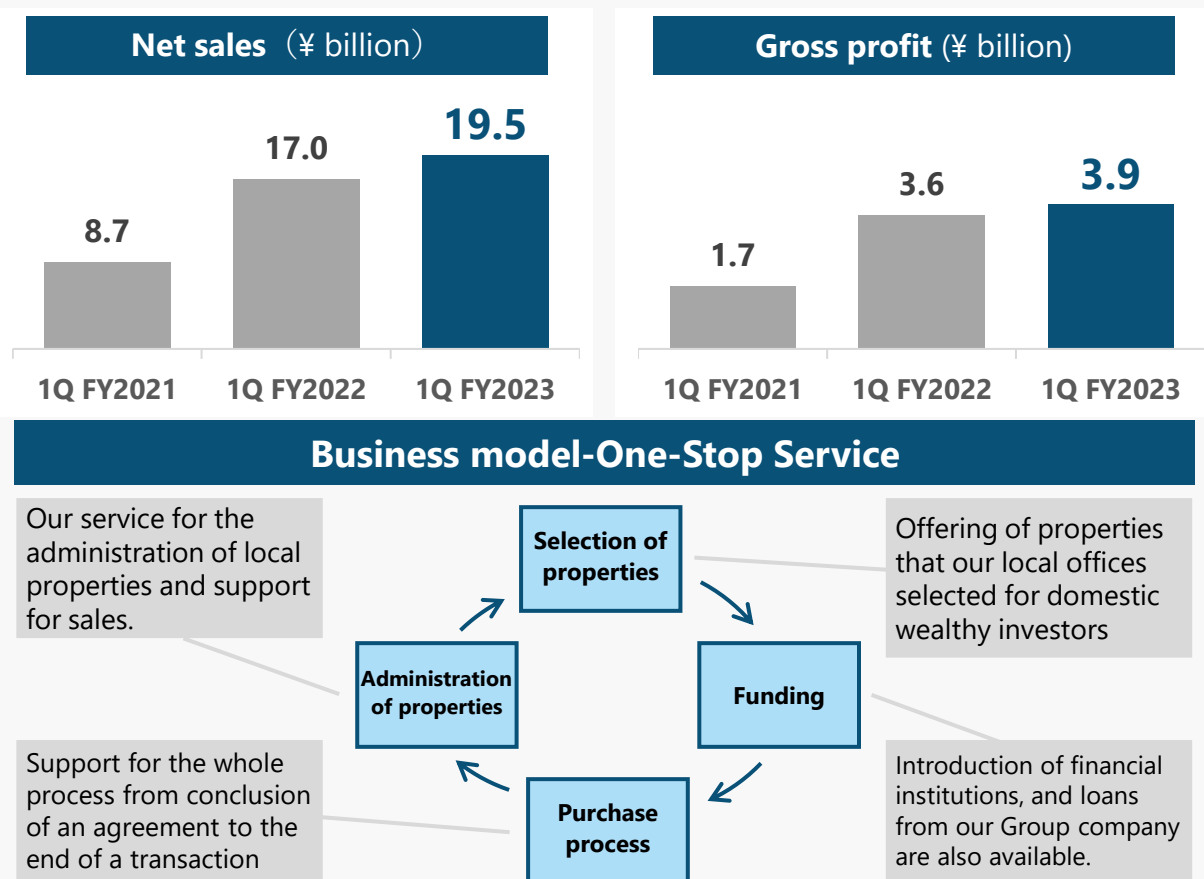 Net sales（¥ billion）
8.7
17.0
19.5
1Q FY2021
1Q FY2022
1Q FY2023
Gross profit (¥ billion)
1.7
3.6
3.9
1Q FY2021
1Q FY2022
1Q FY2023
Business model-One-Stop Service
Our service for the
administration of local
properties and support
for sales.
Selection of
properties
Offering of properties
that our local offices
selected for domestic
wealthy investors
Administration
of properties
Funding
Support for the whole
process from conclusion
of an agreement to the
end of a transaction
Purchase
process
Introduction of financial
institutions, and loans
from our Group company
are also available.